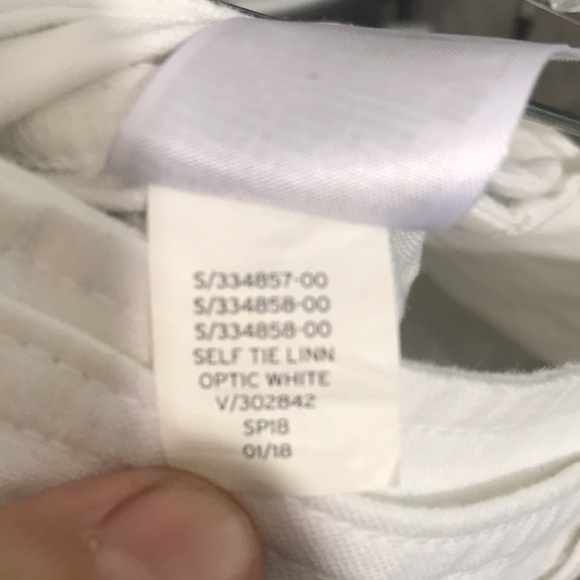 S/334857-00
S/334858-00
S/334858-00
SELF TIE LINN
OPTIC WHITE
V/302842
SP18
01/18